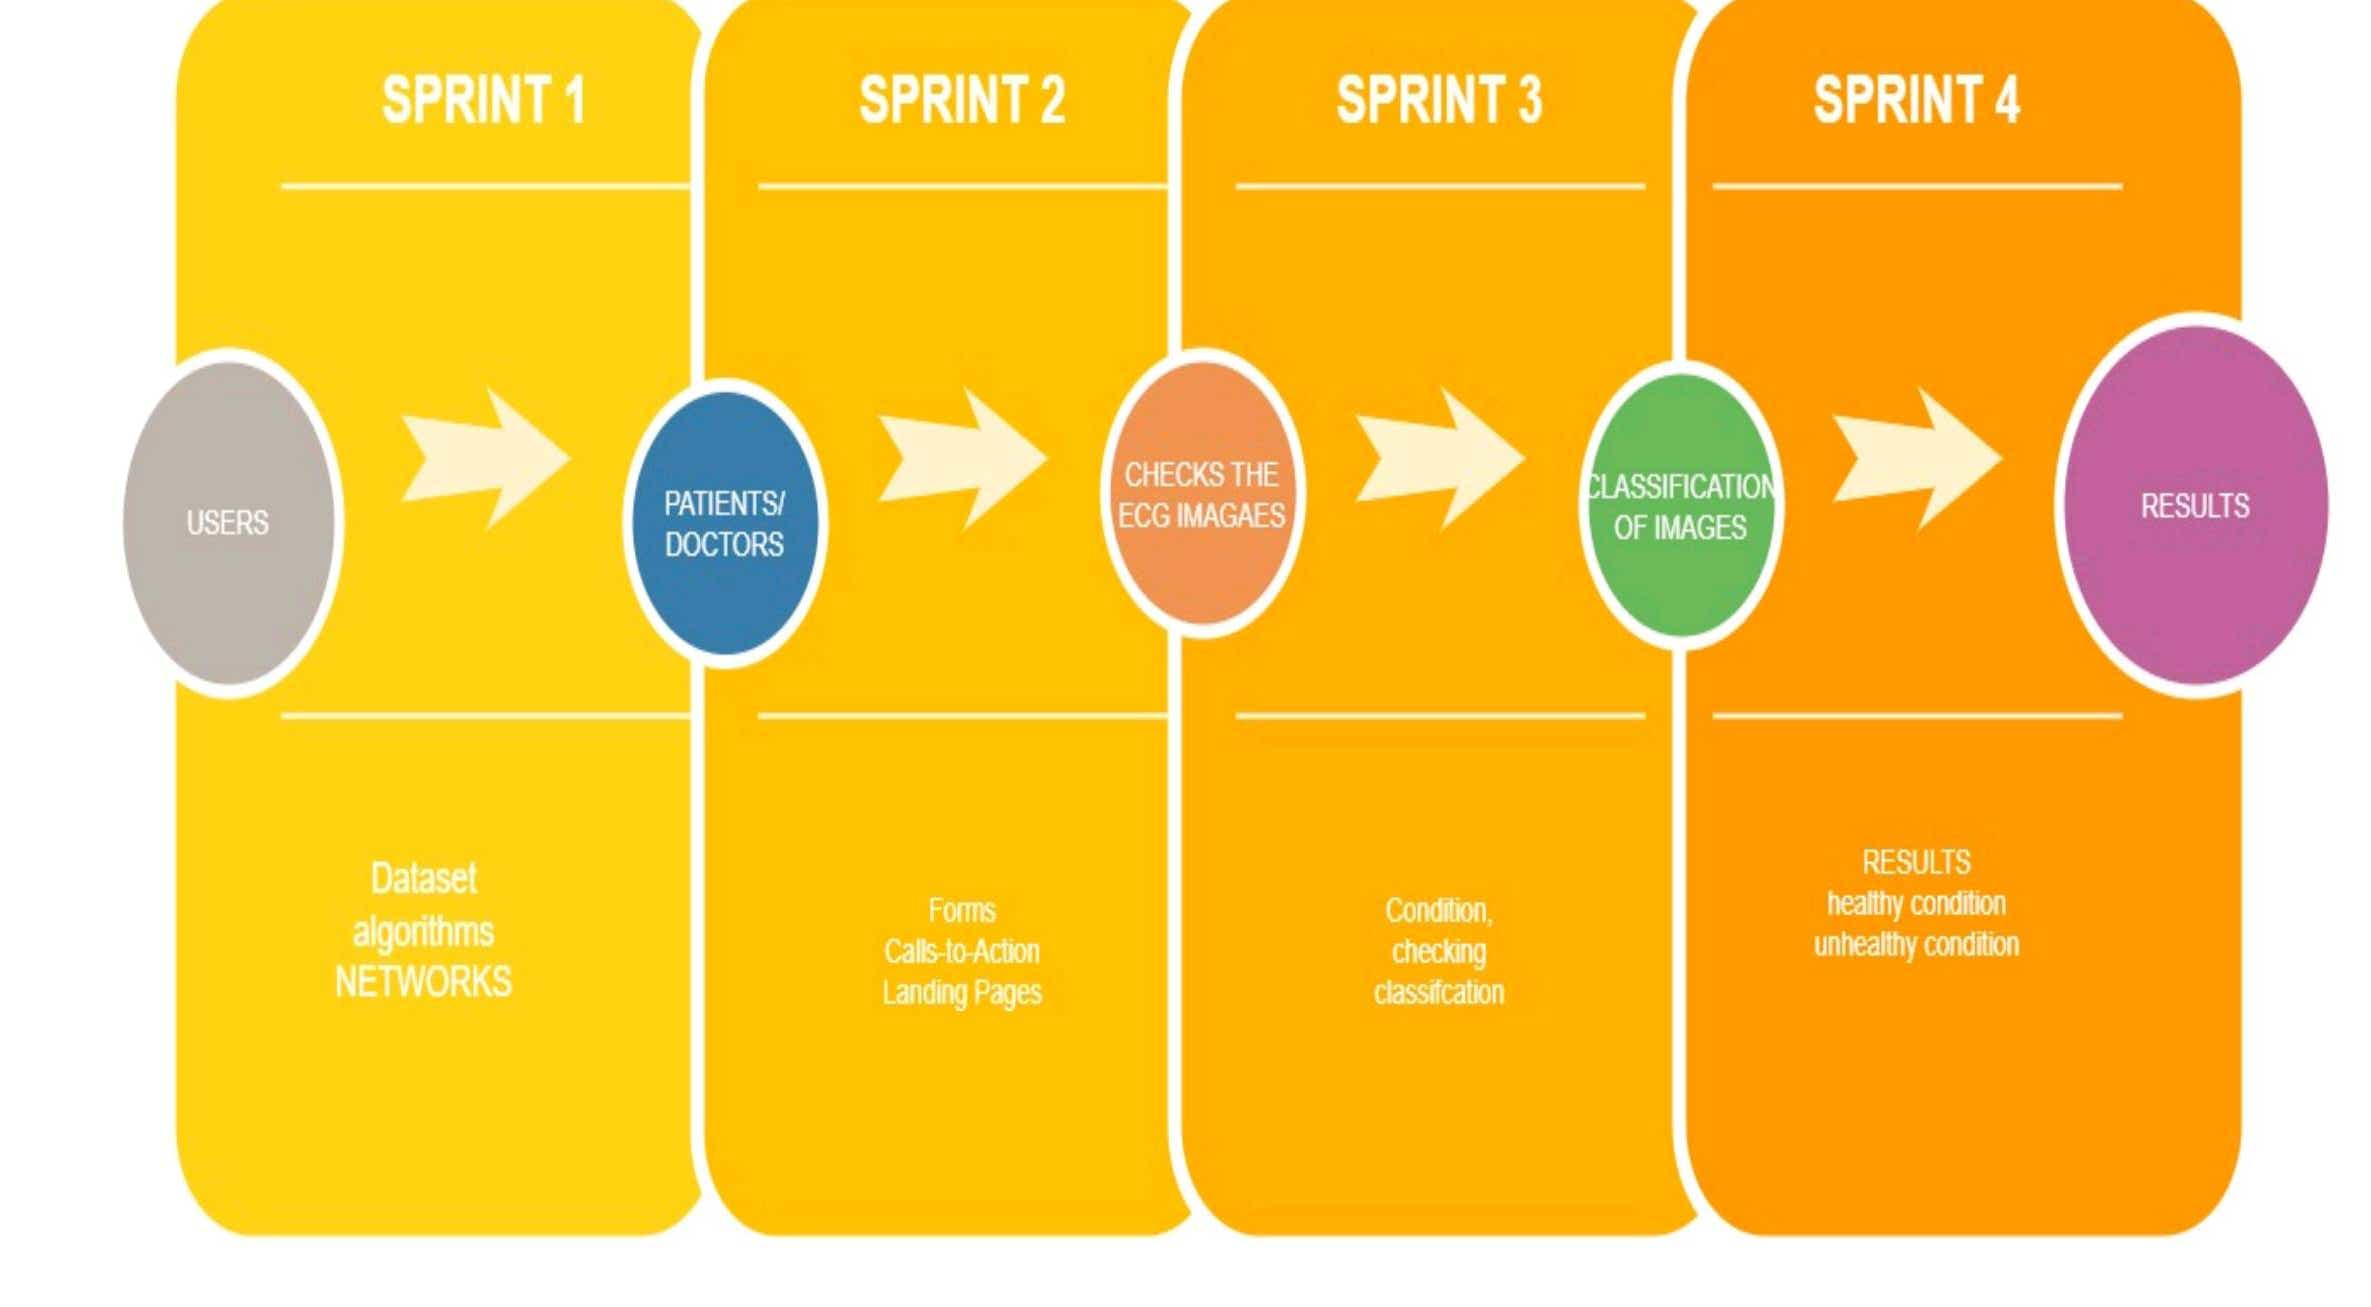 SPRINT 1
SPRINT 2
SPRINT 3
SPRINT 4
USERS
PATIENTS/
DOCTORS
CHECKS THE
ECG IMAGAES
CLASSIFICATION
OF IMAGES
RESULTS
Dataset
algorithms
NETWORKS
Forms
Calls-to-Action
Landing Pages
Condition,
checking
classifcation
RESULTS
healthy condition
unhealthy condition